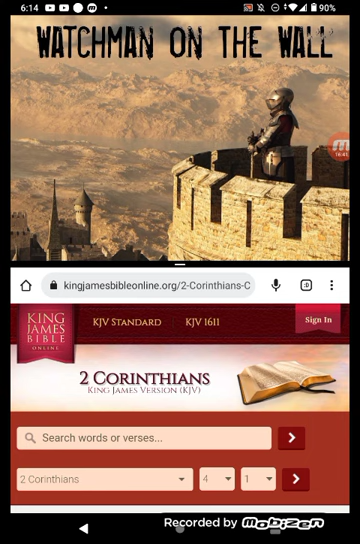 6:14
90%
WATCHMAN ON THE WALL
16:41
kingjamesbibleonline.org/2-Corinthians-C
:D
KING
JAMES
BIBLE
ONLINE
KJV STANDARD
KJV 1611
Sign In
2 CORINTHIANS
KING JAMES VERSION (KJV)
Search words or verses...
2 Corinthians
4
1
Recorded by Mobizen